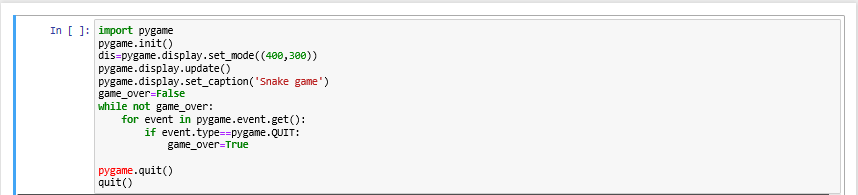 In [ ]: import pygame
pygame.init()
dis=pygame.display.set_mode((400,300))
pygame.display.update()
pygame.display.set_caption('Snake game')
game_over=False
while not game_over:
    for event in pygame.event.get():
        if event.type==pygame.QUIT:
            game_over=True

pygame.quit()
quit()